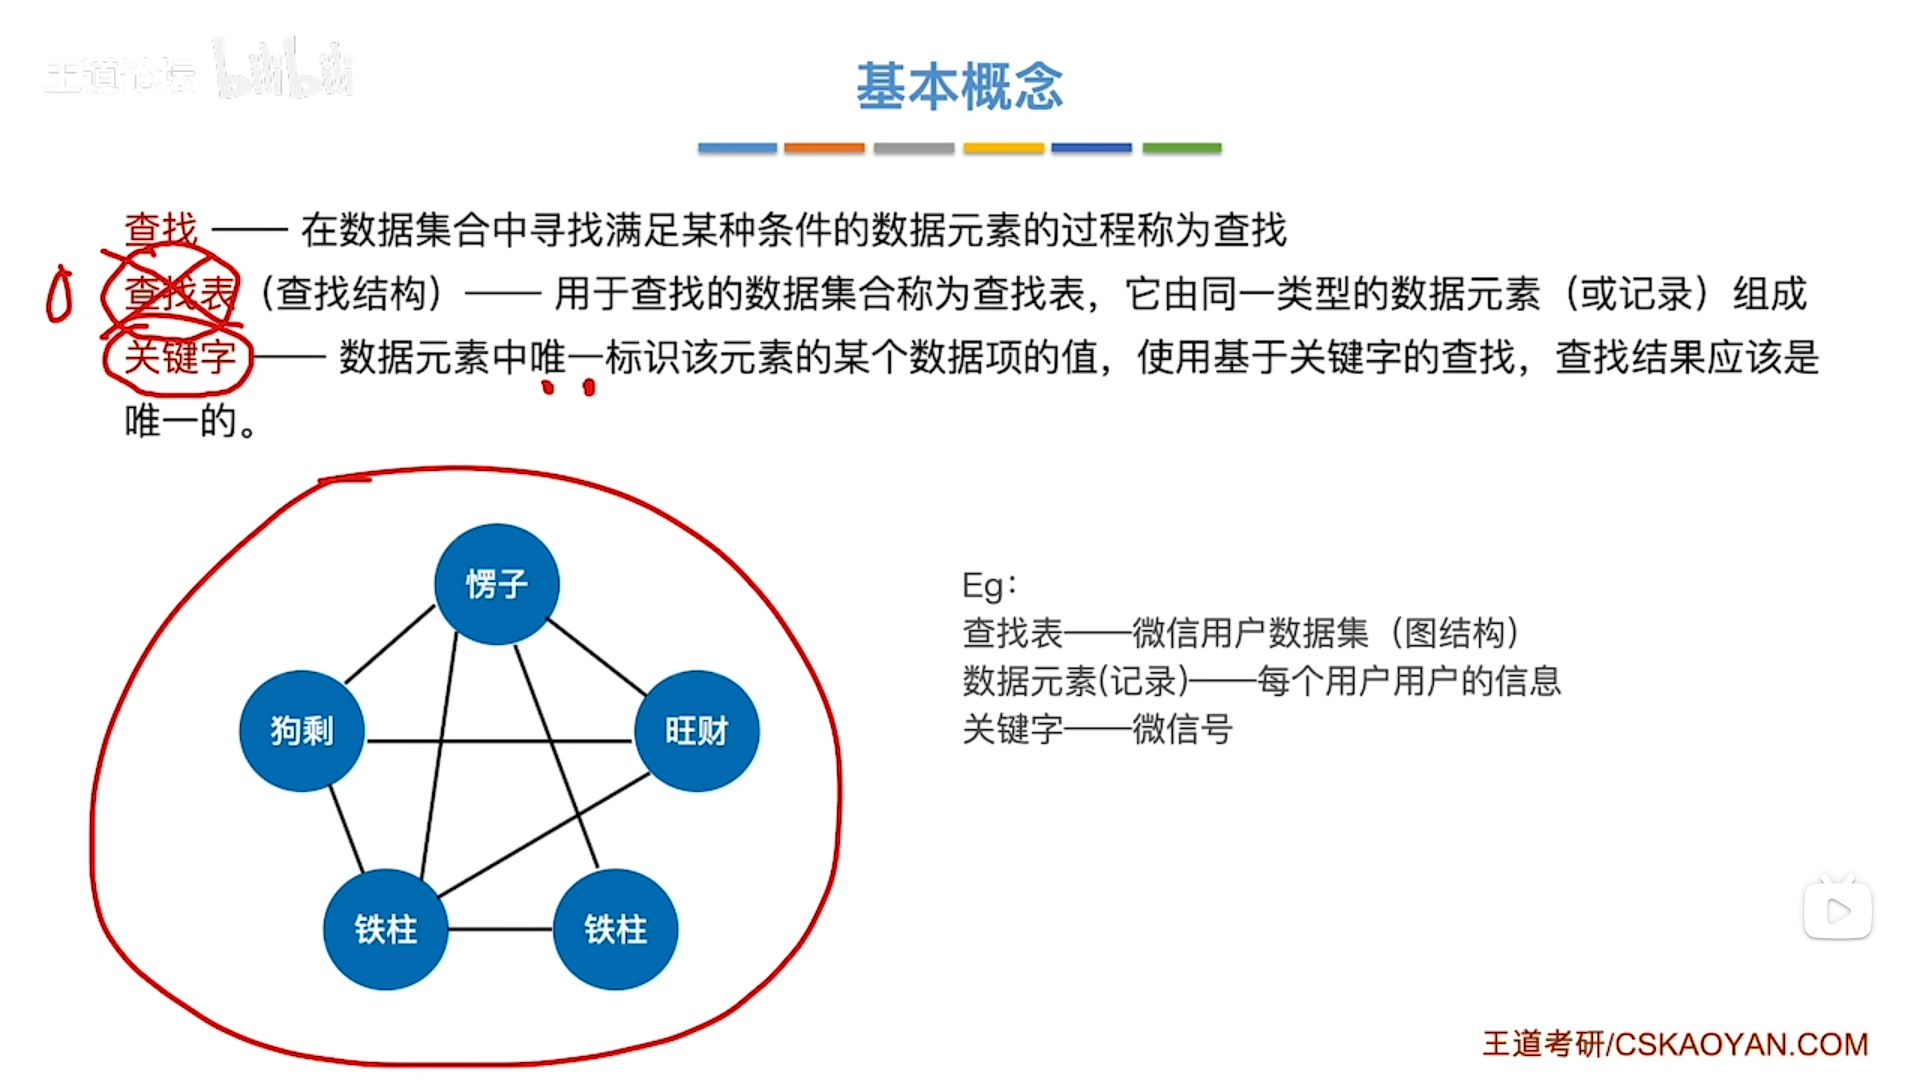 王道论坛 bilibili
基本概念
查找 —— 在数据集合中寻找满足某种条件的数据元素的过程称为查找
查找表（查找结构）—— 用于查找的数据集合称为查找表，它由同一类型的数据元素（或记录）组成
关键字 —— 数据元素中唯一标识该元素的某个数据项的值，使用基于关键字的查找，查找结果应该是
唯一的。
愣子
狗剩
旺财
铁柱
铁柱
Eg：
查找表——微信用户数据集（图结构）
数据元素(记录)——每个用户用户的信息
关键字——微信号
王道考研/CSKAOYAN.COM